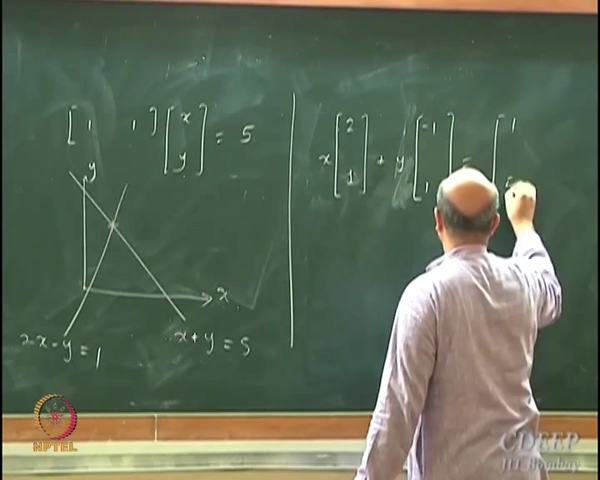 [ 1 1 ] [ x y ] = 5
y
x
2x - y = 1
x + y = 5
x [ 2 1 ] + y [ -1 1 ] = [ 1
NPTEL
CDEEP
IIT Bombay